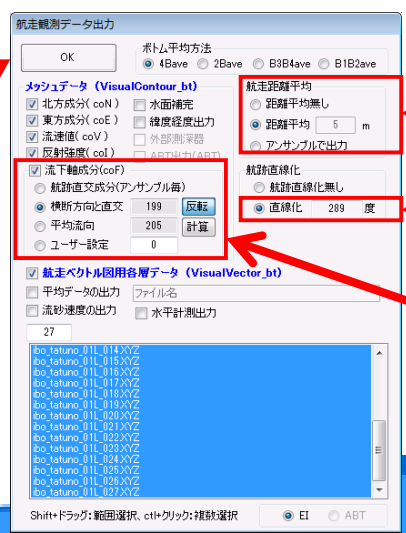 航走観測データ出力
OK
ボトム平均方法
4Bave 2Bave B3B4ave B1B2ave
メッシュデータ (VisualContour_bt)
北方成分( coN ) 水面補完
東方成分( coE ) 緯度経度出力
流速値( coV ) 外部測深器
反射強度( coI ) ABT出力(ABT)
航走距離平均
距離平均無し
距離平均 5 m
アンサンブルで出力
流下軸成分(coF)
航跡直交成分(アンサンブル毎)
横断方向と直交 199 反転
平均流向 205 計算
ユーザー設定 0
航跡直線化
航跡直線化無し
直線化 289 度
航走ベクトル図用各層データ (VisualVector_bt)
平均データの出力 ファイル名
流砂速度の出力 水平計測出力
27
ibo_tatuno_01L_014.XYZ
ibo_tatuno_01L_015.XYZ
ibo_tatuno_01L_016.XYZ
ibo_tatuno_01L_017.XYZ
ibo_tatuno_01L_018.XYZ
ibo_tatuno_01L_019.XYZ
ibo_tatuno_01L_020.XYZ
ibo_tatuno_01L_021.XYZ
ibo_tatuno_01L_022.XYZ
ibo_tatuno_01L_023.XYZ
ibo_tatuno_01L_024.XYZ
ibo_tatuno_01L_025.XYZ
ibo_tatuno_01L_026.XYZ
ibo_tatuno_01L_027.XYZ
Shift+ドラッグ:範囲選択、ctl+クリック:複数選択
EI ABT